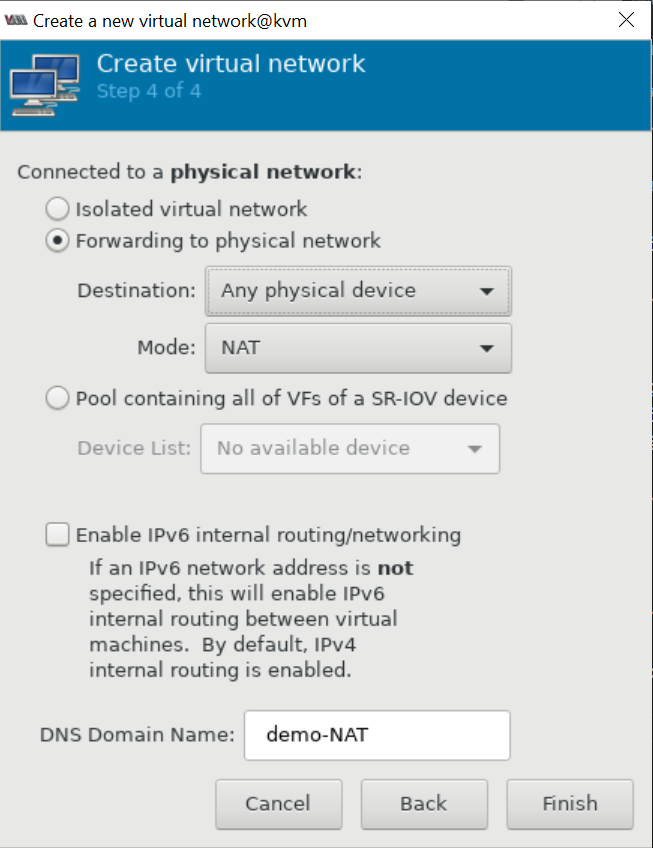 Create a new virtual network@kvm
Create virtual network
Step 4 of 4
Connected to a physical network:
Isolated virtual network
Forwarding to physical network
Destination: Any physical device
Mode: NAT
Pool containing all of VFs of a SR-IOV device
Device List: No available device
Enable IPv6 internal routing/networking
If an IPv6 network address is not
specified, this will enable IPv6
internal routing between virtual
machines. By default, IPv4
internal routing is enabled.
DNS Domain Name: demo-NAT
Cancel Back Finish